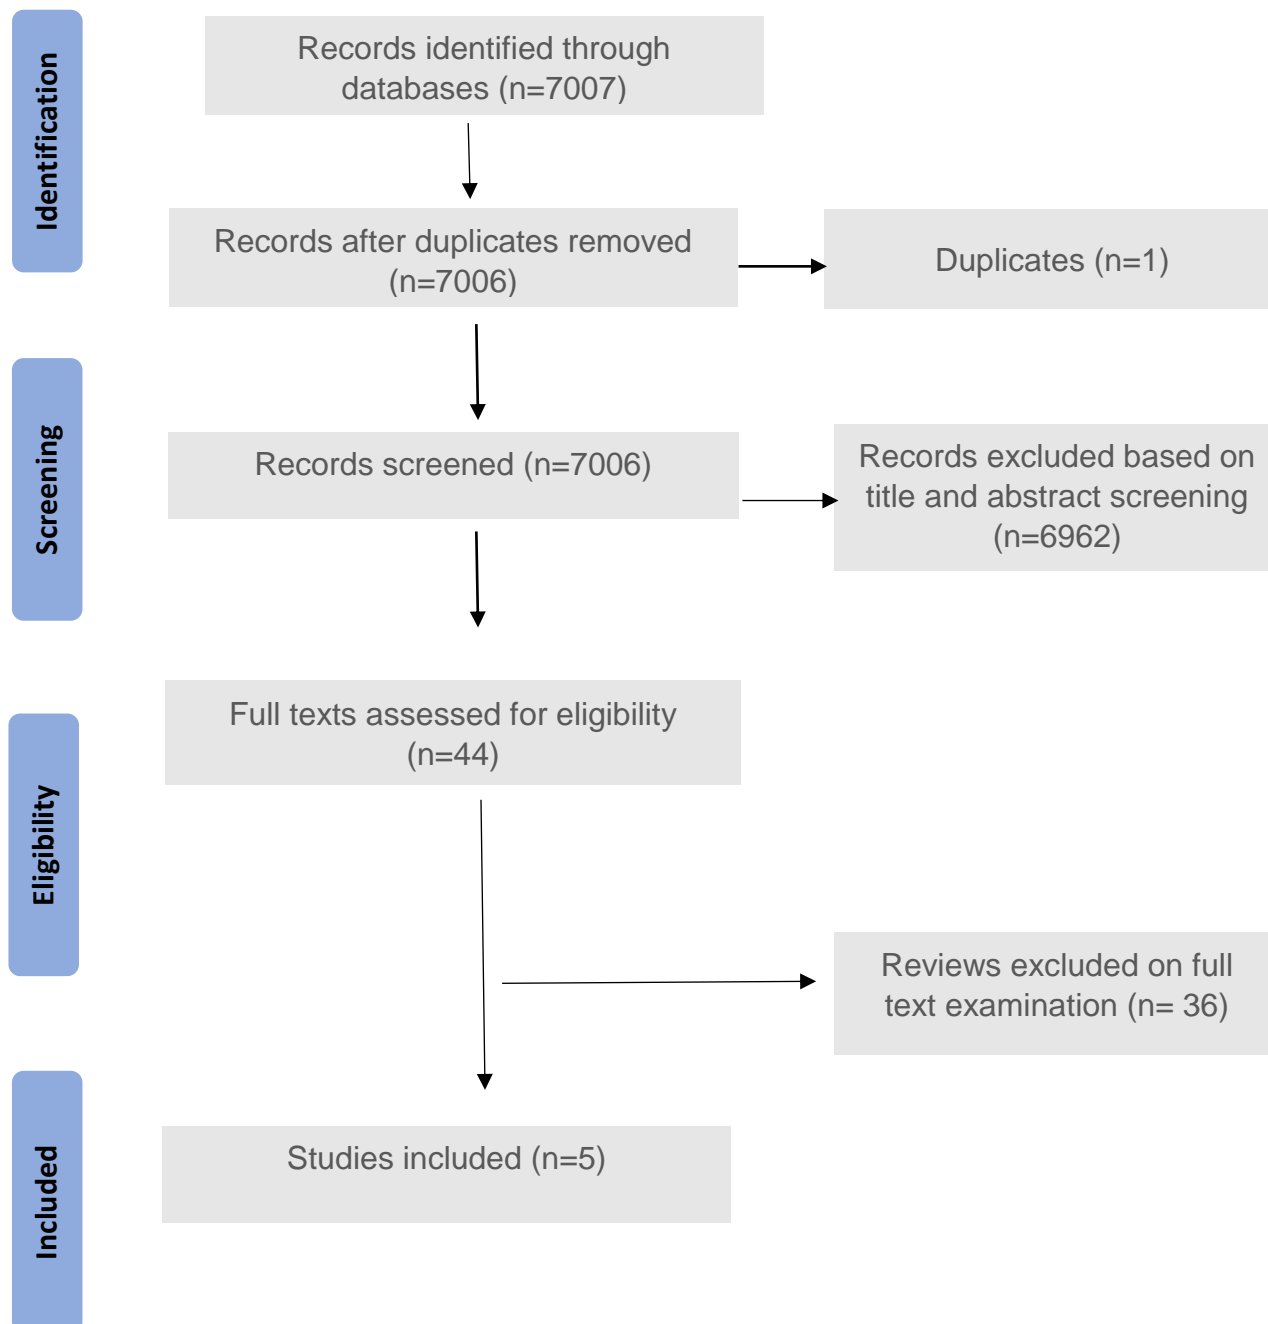 Identification
Records identified through
databases (n=7007)
Records after duplicates removed
(n=7006)
Duplicates (n=1)
Screening
Records screened (n=7006)
Records excluded based on
title and abstract screening
(n=6962)
Eligibility
Full texts assessed for eligibility
(n=44)
Reviews excluded on full
text examination (n= 36)
Included
Studies included (n=5)